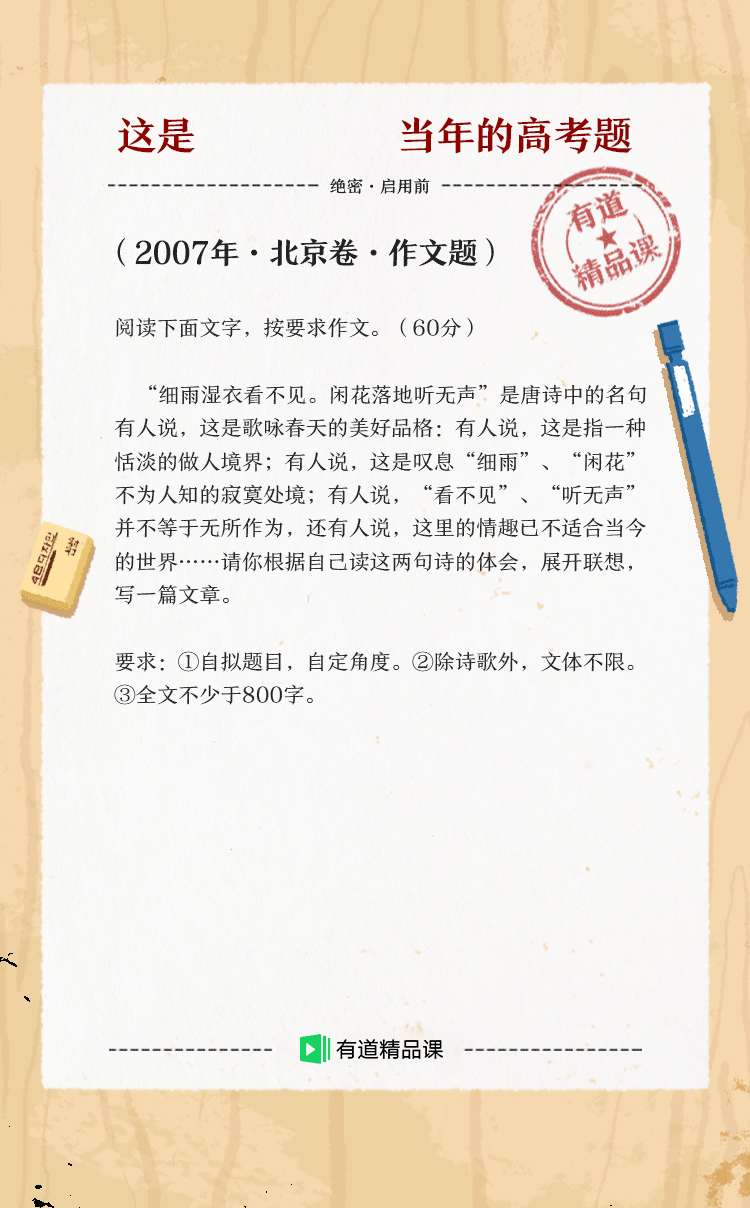 这是 当年的高考题
绝密·启用前
有道
精品课
（2007年·北京卷·作文题）
阅读下面文字，按要求作文。（60分）
“细雨湿衣看不见。闲花落地听无声”是唐诗中的名句
有人说，这是歌咏春天的美好品格：有人说，这是指一种
恬淡的做人境界；有人说，这是叹息“细雨”、“闲花”
不为人知的寂寞处境；有人说，“看不见”、“听无声”
并不等于无所作为，还有人说，这里的情趣已不适合当今
的世界……请你根据自己读这两句诗的体会，展开联想，
写一篇文章。
要求：①自拟题目，自定角度。②除诗歌外，文体不限。
③全文不少于800字。
有道精品课